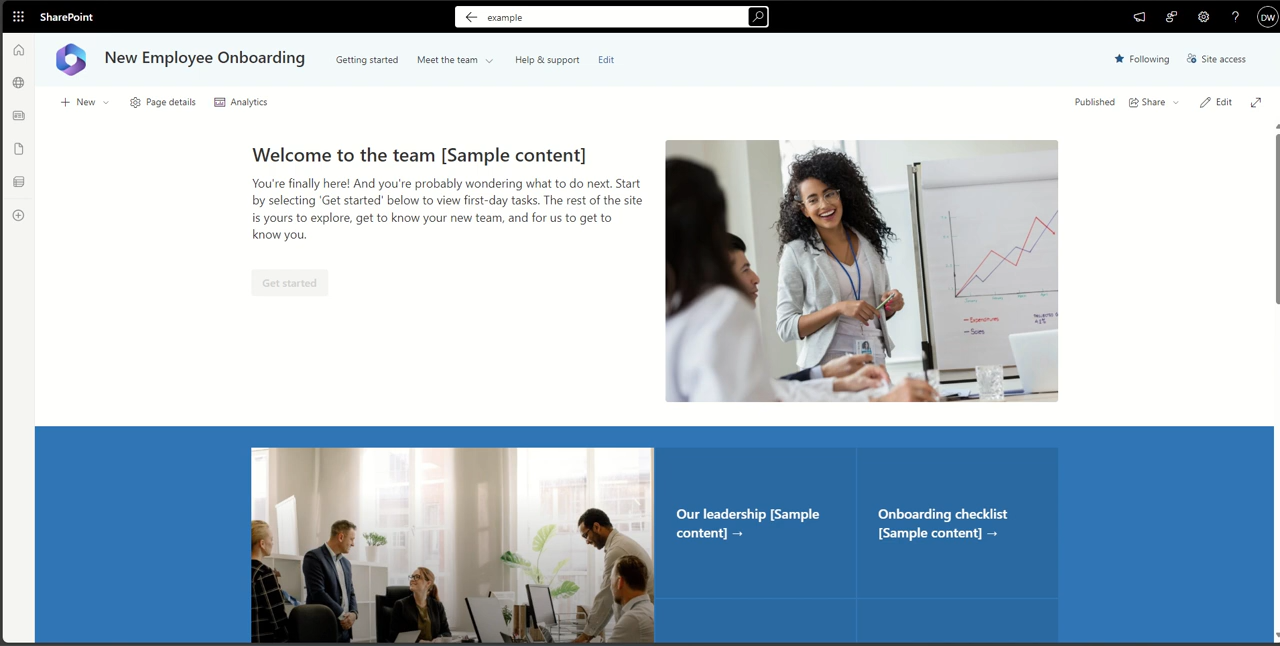 SharePoint
example
DW
New Employee Onboarding
Getting started
Meet the team
Help & support
Edit
Following
Site access
New
Page details
Analytics
Published
Share
Edit
Welcome to the team [Sample content]
You're finally here! And you're probably wondering what to do next. Start
by selecting 'Get started' below to view first-day tasks. The rest of the site
is yours to explore, get to know your new team, and for us to get to
know you.
Get started
Expenditures
Sales
Our leadership [Sample
content] →
Onboarding checklist
[Sample content] →